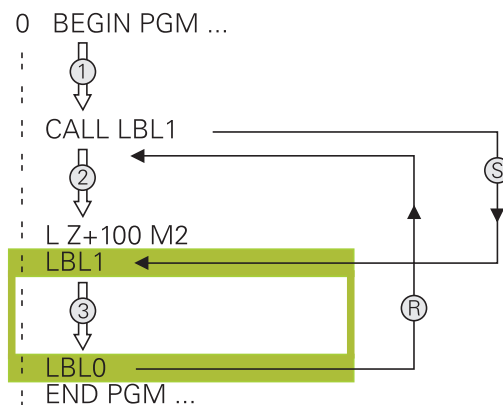 0 BEGIN PGM ...
1
CALL LBL1
S
2
L Z+100 M2
LBL1
3
R
LBL0
END PGM ...